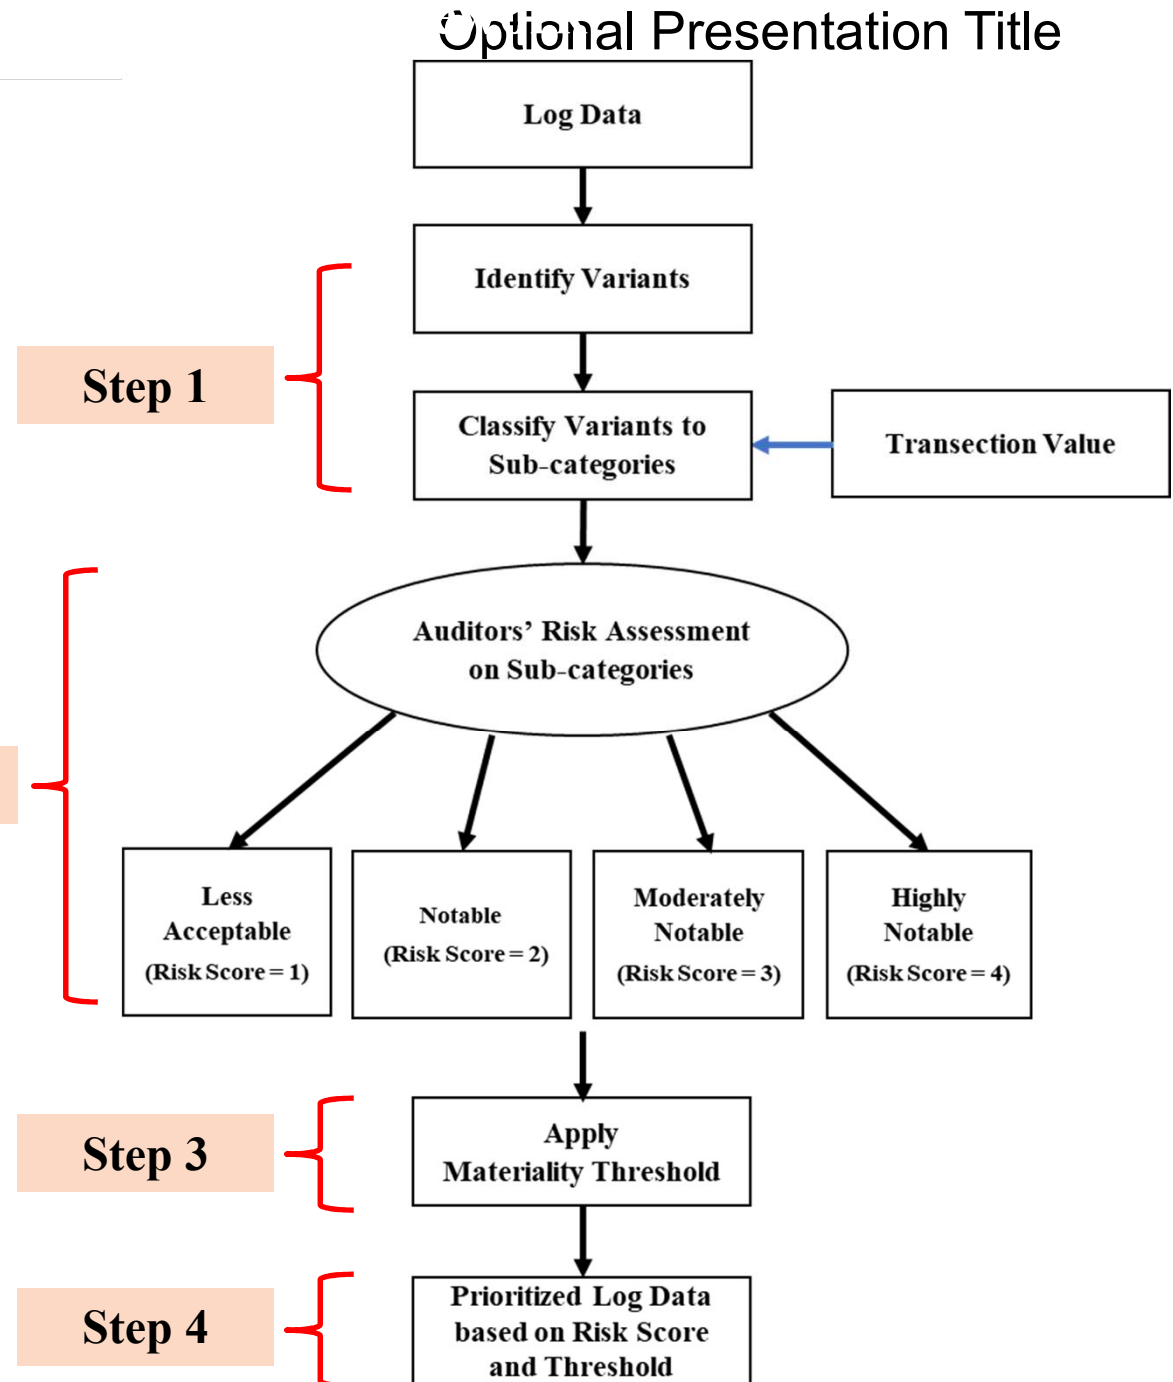 Optional Presentation Title
Log Data
Identify Variants
Step 1
Classify Variants to
Sub-categories
Transection Value
Auditors’ Risk Assessment
on Sub-categories
Less
Acceptable
(Risk Score = 1)
Notable
(Risk Score = 2)
Moderately
Notable
(Risk Score = 3)
Highly
Notable
(Risk Score = 4)
Step 3
Apply
Materiality Threshold
Step 4
Prioritized Log Data
based on Risk Score
and Threshold